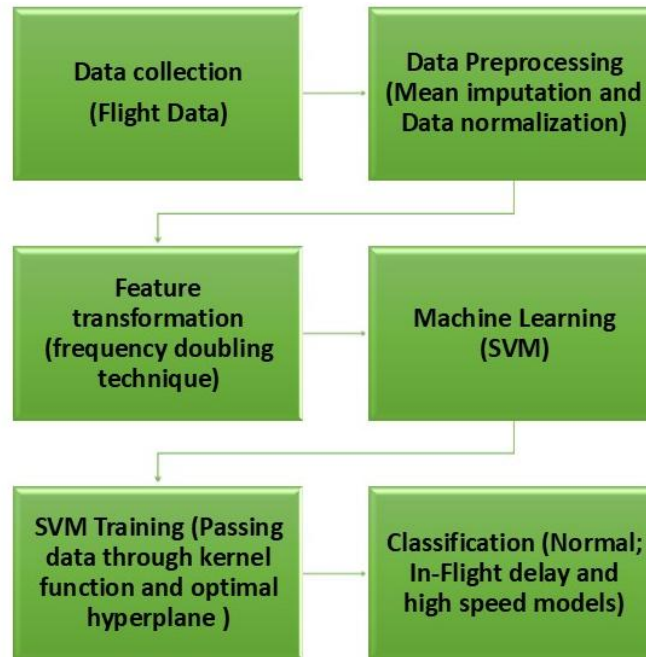 Data collection
(Flight Data)
Data Preprocessing
(Mean imputation and
Data normalization)
Feature
transformation
(frequency doubling
technique)
Machine Learning
(SVM)
SVM Training (Passing
data through kernel
function and optimal
hyperplane )
Classification (Normal;
In-Flight delay and
high speed models)